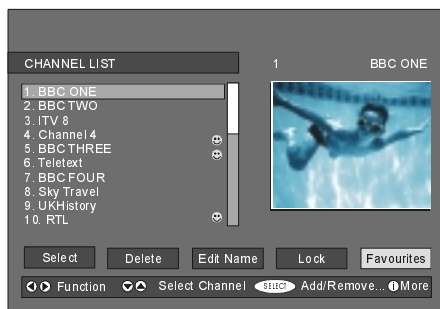 CHANNEL LIST
1 BBC ONE
1. BBC ONE
2. BBC TWO
3. ITV 8
4. Channel 4
5. BBC THREE
6. Teletext
7. BBC FOUR
8. Sky Travel
9. UKHistory
10. RTL
Select Delete Edit Name Lock Favourites
Function Select Channel SELECT Add/Remove... i More